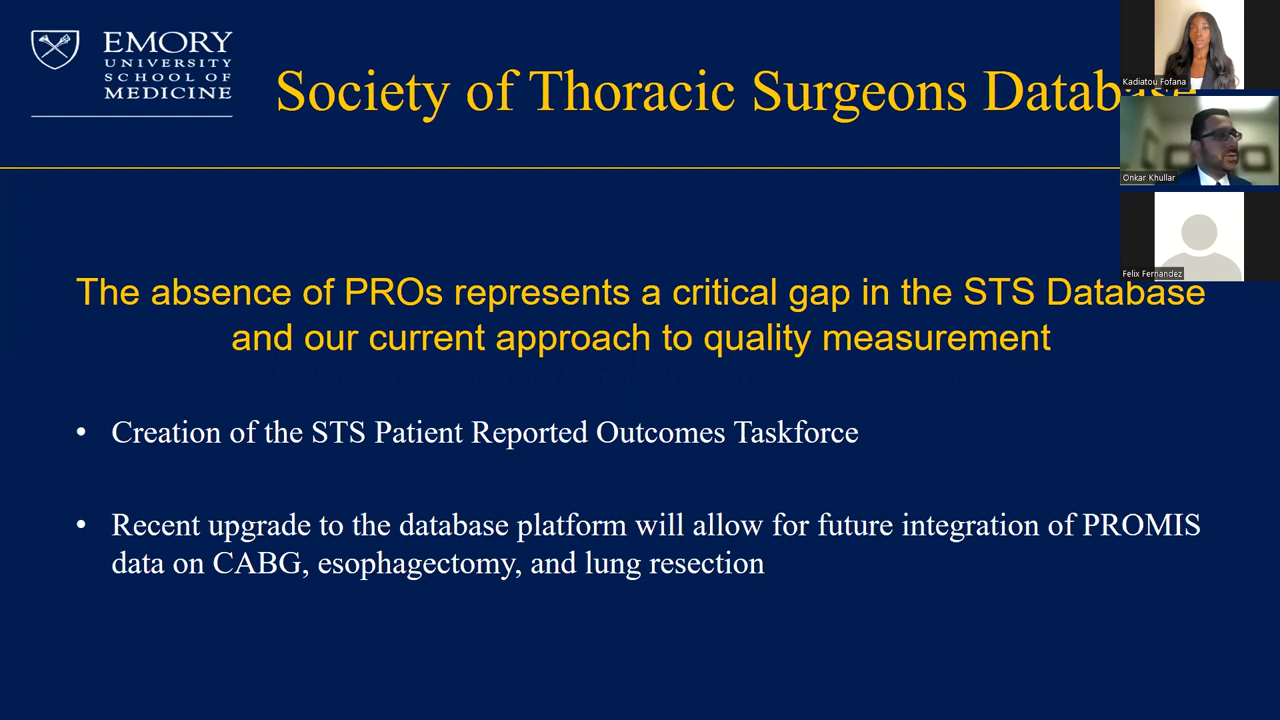 EMORY
UNIVERSITY
SCHOOL OF
MEDICINE
Society of Thoracic Surgeons Database
Kadiatou Fofana
Onkar Khullar
Felix Fernandez
The absence of PROs represents a critical gap in the STS Database
and our current approach to quality measurement
• Creation of the STS Patient Reported Outcomes Taskforce
• Recent upgrade to the database platform will allow for future integration of PROMIS
data on CABG, esophagectomy, and lung resection